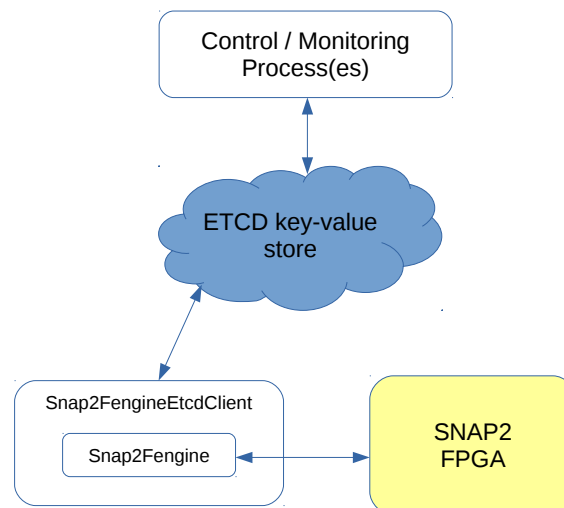 Control / Monitoring
Process(es)
ETCD key-value
store
Snap2FengineEtcdClient
Snap2Fengine
SNAP2
FPGA